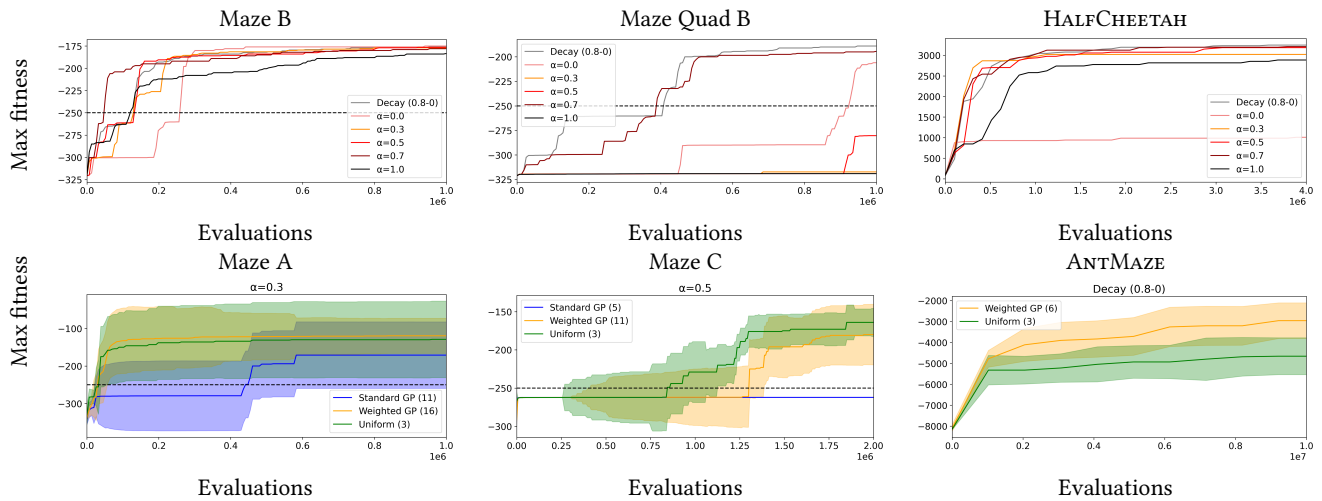 Maze B
Maze Quad B
HALFCHEETAH
Max fitness
−175
−200
−225
−250
−275
−300
−325
Decay (0.8-0)
α=0.0
α=0.3
α=0.5
α=0.7
α=1.0
0.0 0.2 0.4 0.6 0.8 1.0
1e6
−200
−220
−240
−260
−280
−300
−320
Decay (0.8-0)
α=0.0
α=0.3
α=0.5
α=0.7
α=1.0
0.0 0.2 0.4 0.6 0.8 1.0
1e6
3000
2500
2000
1500
1000
500
0
Decay (0.8-0)
α=0.0
α=0.3
α=0.5
α=0.7
α=1.0
0.0 0.5 1.0 1.5 2.0 2.5 3.0 3.5 4.0
1e6
Evaluations
Evaluations
Evaluations
Maze A
Maze C
ANTMAZE
Max fitness
α=0.3
−100
−200
−300
Standard GP (11)
Weighted GP (16)
Uniform (3)
0.0 0.2 0.4 0.6 0.8 1.0
1e6
α=0.5
−150
−200
−250
−300
Standard GP (5)
Weighted GP (11)
Uniform (3)
0.00 0.25 0.50 0.75 1.00 1.25 1.50 1.75 2.00
1e6
Decay (0.8-0)
−2000
−3000
−4000
−5000
−6000
−7000
−8000
Weighted GP (6)
Uniform (3)
0.0 0.2 0.4 0.6 0.8 1.0
1e7
Evaluations
Evaluations
Evaluations